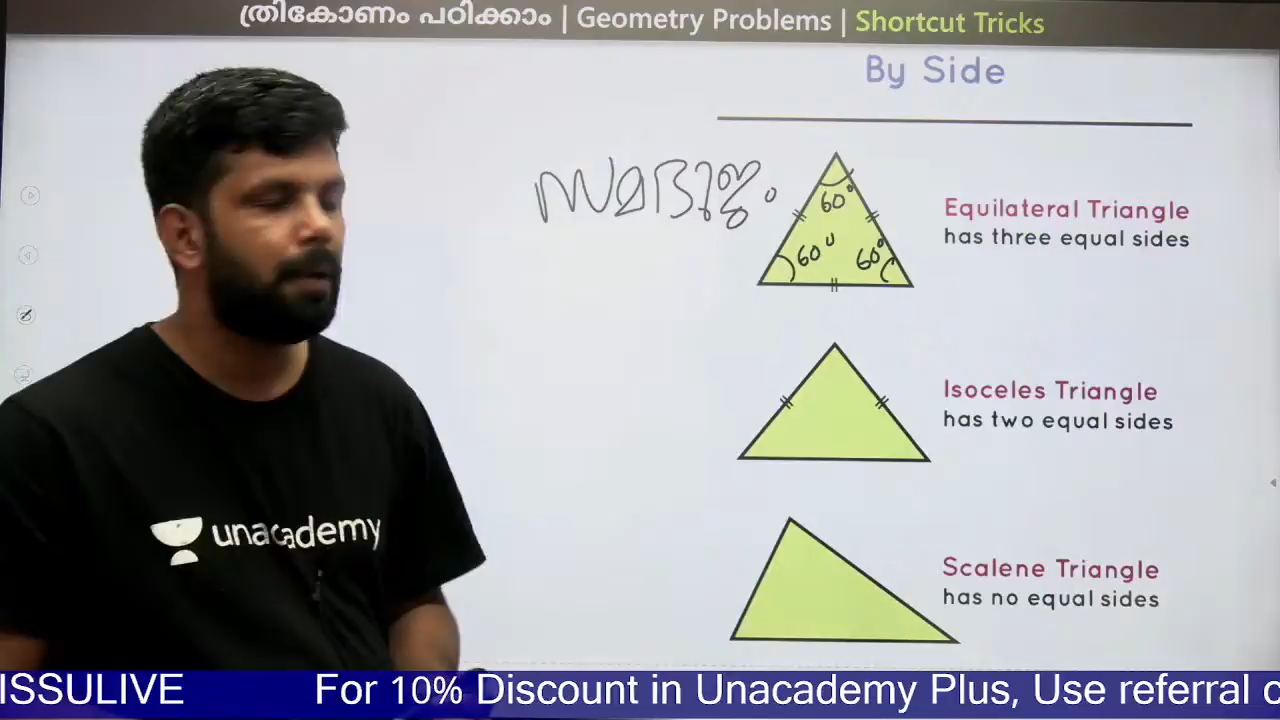 ത്രികോണം പഠിക്കാം | Geometry Problems | Shortcut Tricks
By Side
സമഭുജം
60°
60° 60°
Equilateral Triangle
has three equal sides
Isoceles Triangle
has two equal sides
unacademy
Scalene Triangle
has no equal sides
ISSULIVE For 10% Discount in Unacademy Plus, Use referral